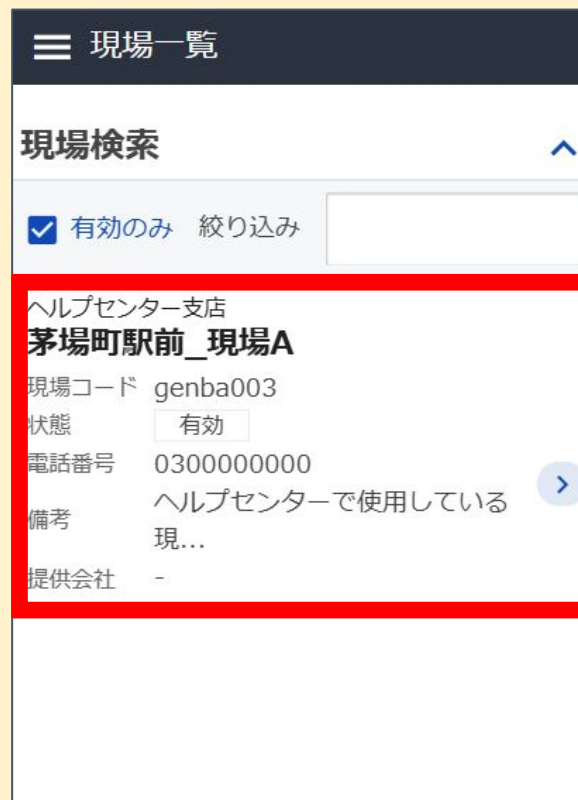 現場一覧
現場検索
有効のみ 絞り込み
ヘルプセンター支店
茅場町駅前_現場A
現場コード genba003
状態 有効
電話番号 0300000000
備考 ヘルプセンターで使用している
現...
提供会社 -